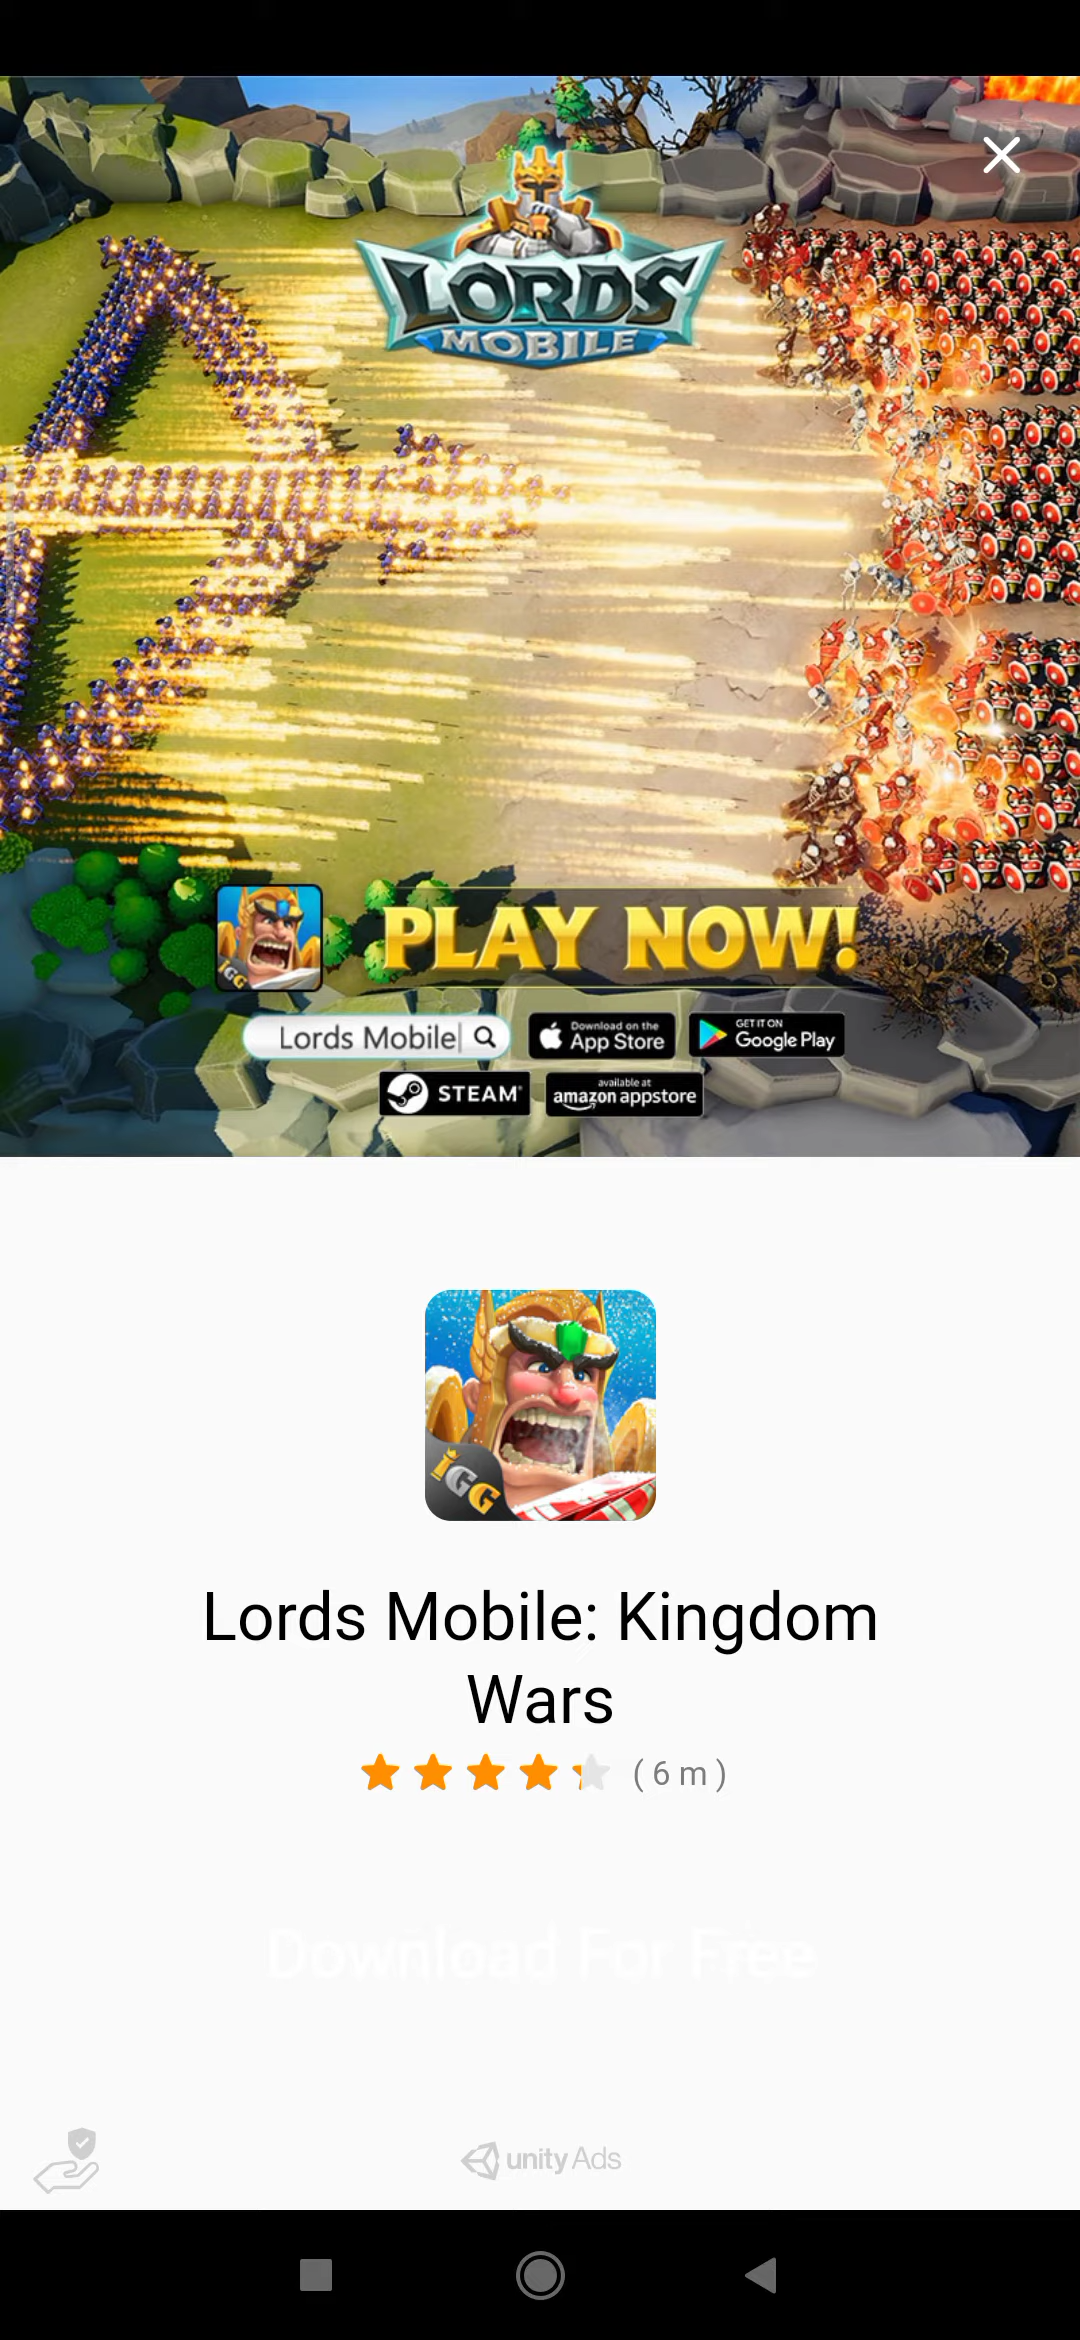 LORDS
MOBILE
PLAY NOW!
IGG
Lords Mobile
Download on the
App Store
GET IT ON
Google Play
STEAM
available at
amazon appstore
IGG
Lords Mobile: Kingdom
Wars
( 6 m )
Download For Free
unity Ads